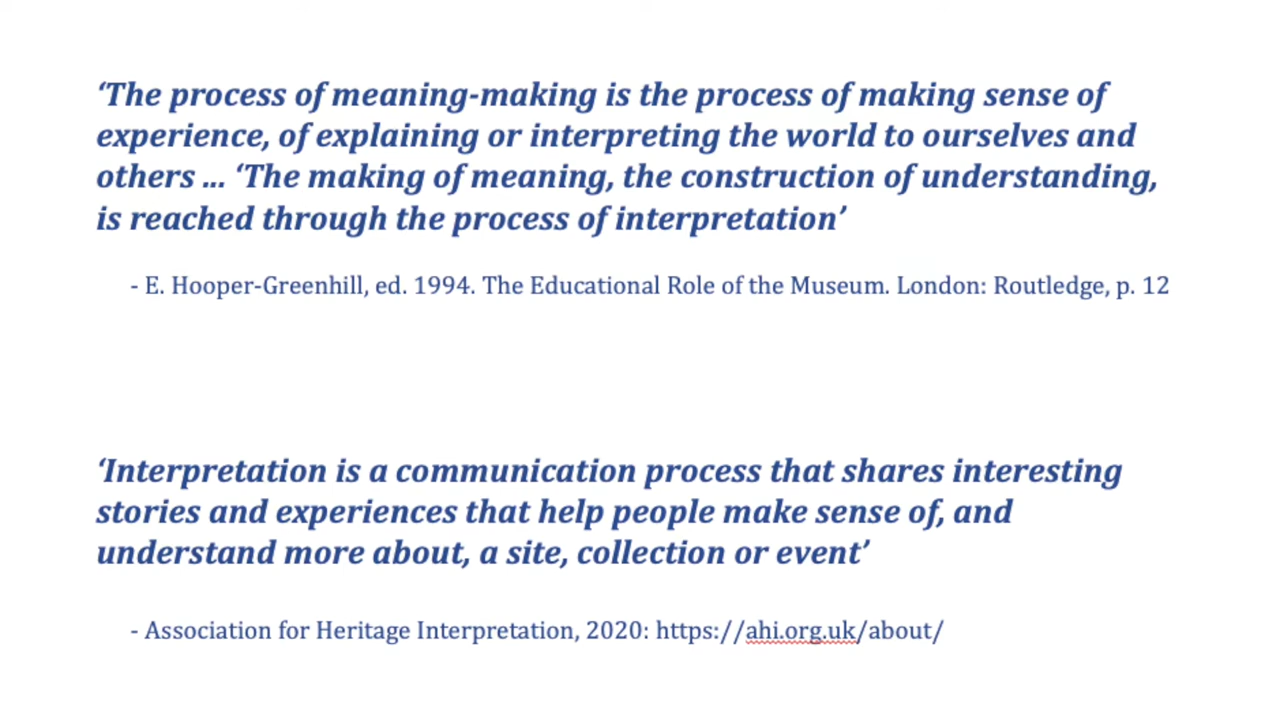 ‘The process of meaning-making is the process of making sense of
experience, of explaining or interpreting the world to ourselves and
others ... ‘The making of meaning, the construction of understanding,
is reached through the process of interpretation’
- E. Hooper-Greenhill, ed. 1994. The Educational Role of the Museum. London: Routledge, p. 12
‘Interpretation is a communication process that shares interesting
stories and experiences that help people make sense of, and
understand more about, a site, collection or event’
- Association for Heritage Interpretation, 2020: https://ahi.org.uk/about/